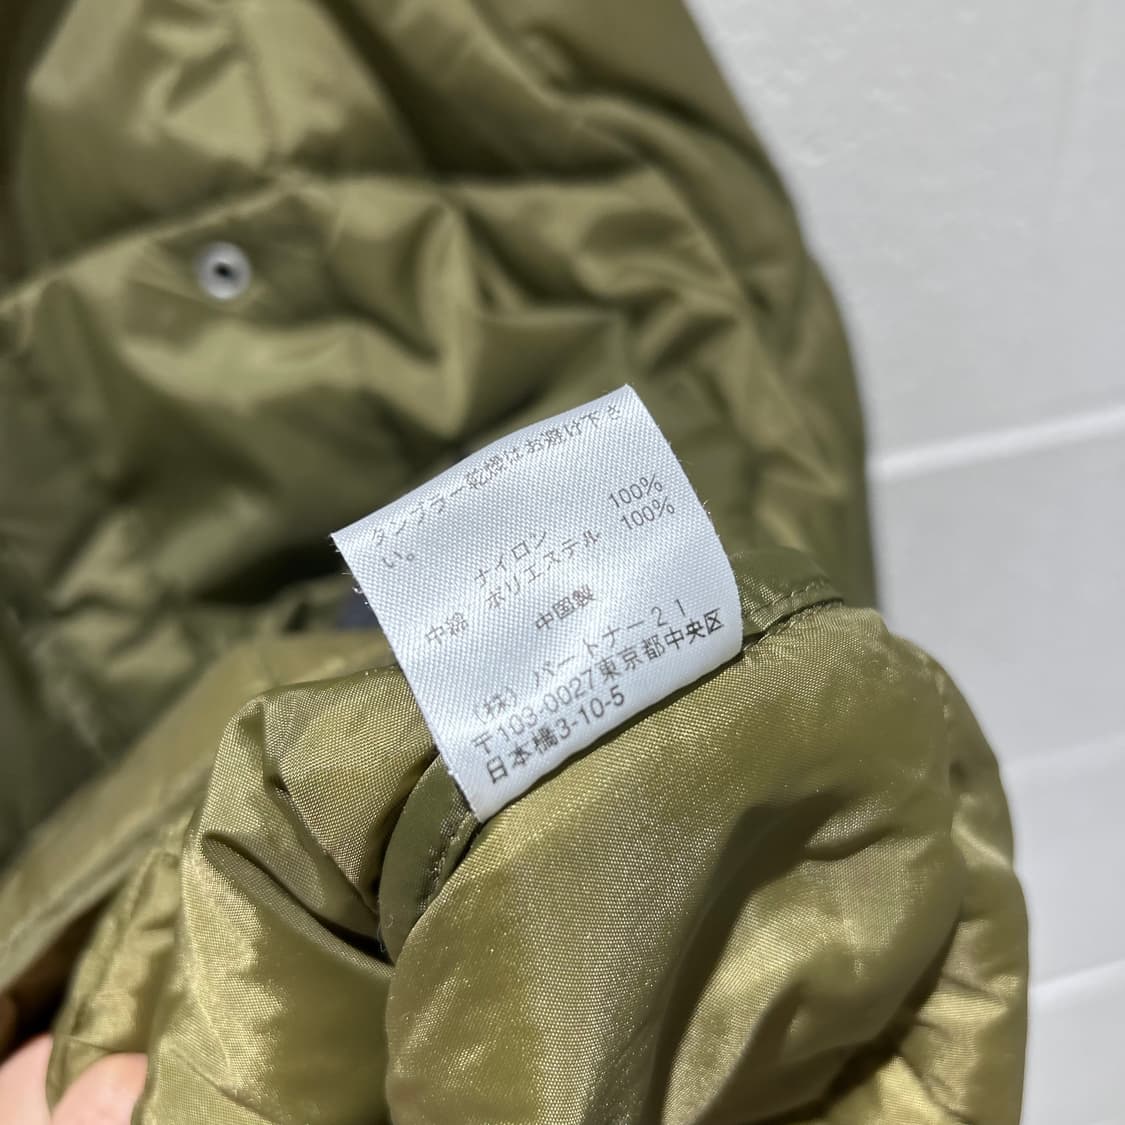 タンブラー乾燥はお避け下さ
い。
ナイロン 100%
中綿 ポリエステル 100%
中国製
(株) パートナー21
〒103-0027東京都中央区
日本橋3-10-5